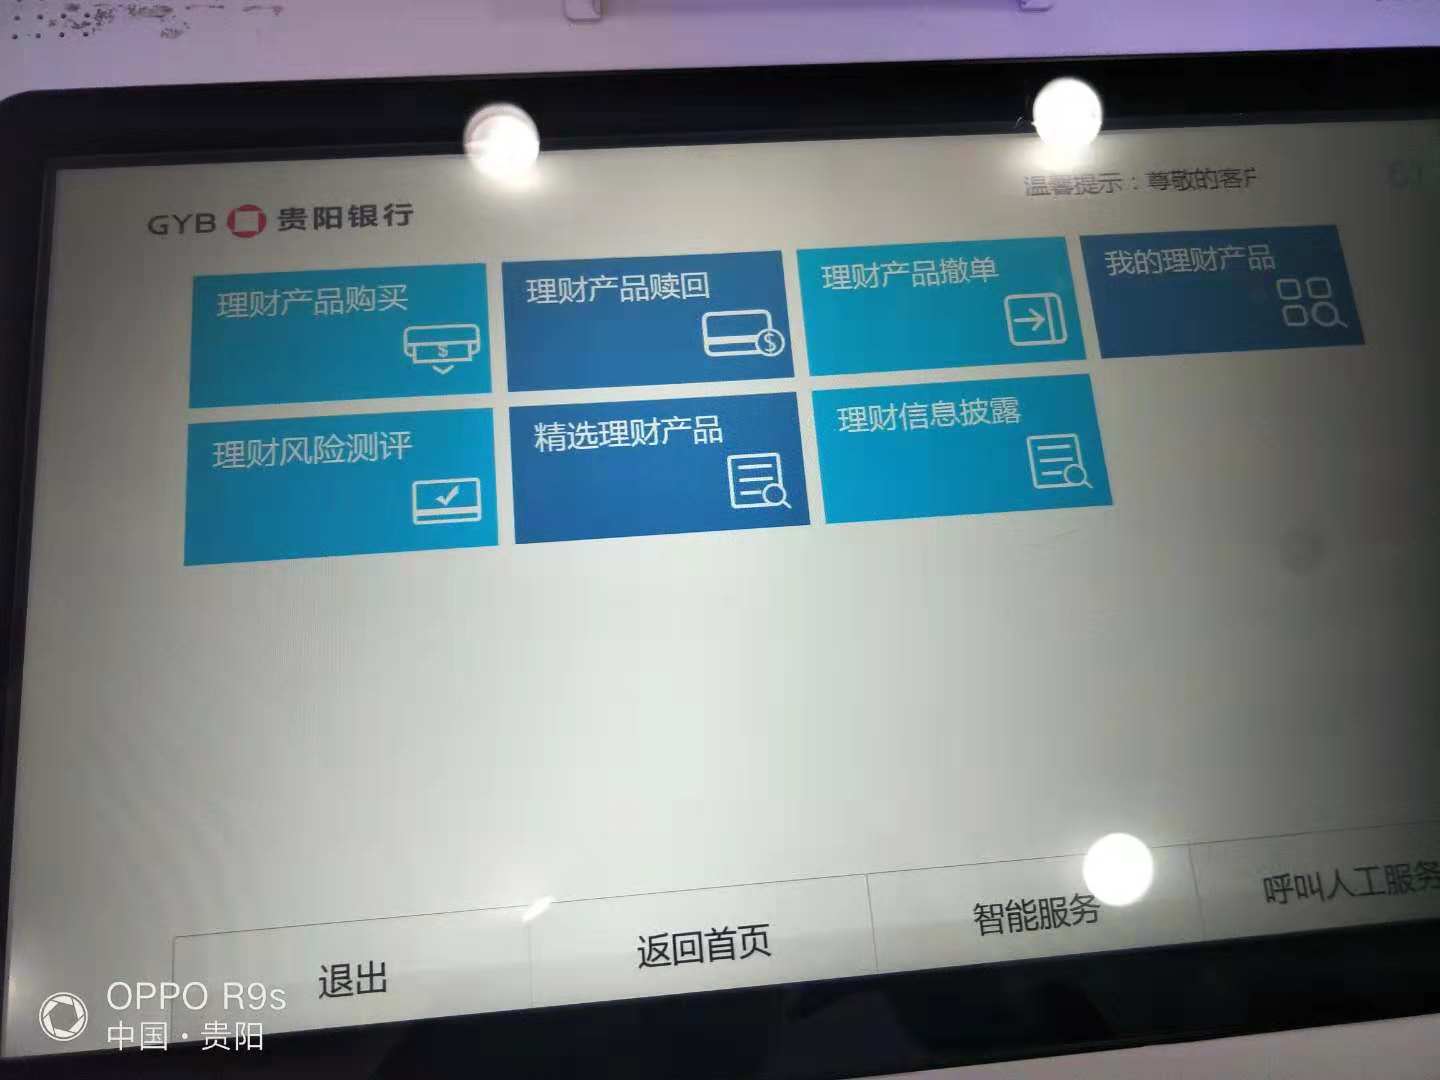 温馨提示：尊敬的客户
GYB 贵阳银行
理财产品购买
理财产品赎回
理财产品撤单
我的理财产品
理财风险测评
精选理财产品
理财信息披露
退出
返回首页
智能服务
呼叫人工服务
OPPO R9s
中国·贵阳